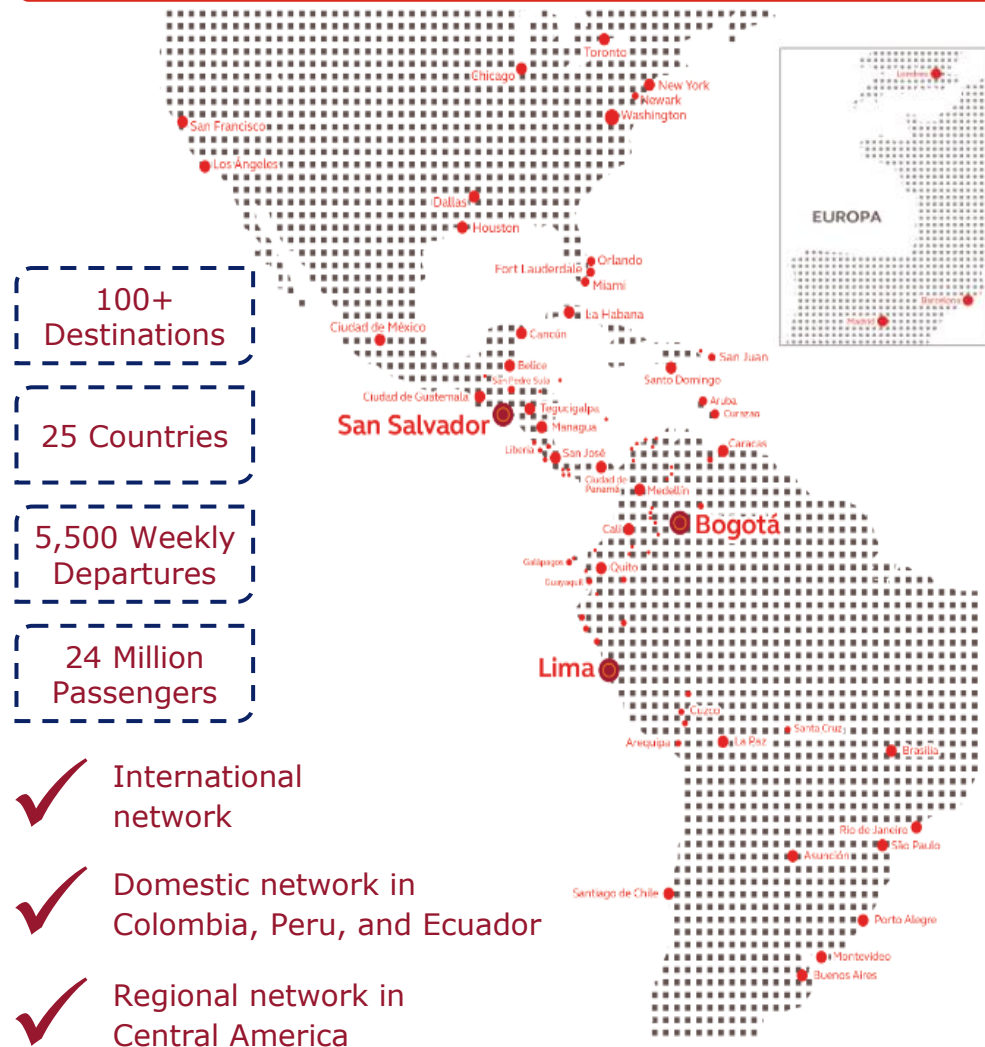 Toronto
Chicago
New York
Newark
Washington
San Francisco
Los Ángeles
Dallas
Houston
Orlando
Fort Lauderdale
Miami
La Habana
Ciudad de México
Cancún
Belice
San Pedro Sula
San Juan
Santo Domingo
Ciudad de Guatemala
Tegucigalpa
Aruba
Curazao
San Salvador
Managua
Liberia
San José
Caracas
Ciudad de
Panamá
Medellín
Cali
Bogotá
Galápagos
Quito
Guayaquil
Lima
Cuzco
Arequipa
La Paz
Santa Cruz
Brasilia
Rio de Janeiro
São Paulo
Asunción
Santiago de Chile
Porto Alegre
Montevideo
Buenos Aires
Londres
EUROPA
Barcelona
Madrid
100+
Destinations
25 Countries
5,500 Weekly
Departures
24 Million
Passengers
International
network
Domestic network in
Colombia, Peru, and Ecuador
Regional network in
Central America